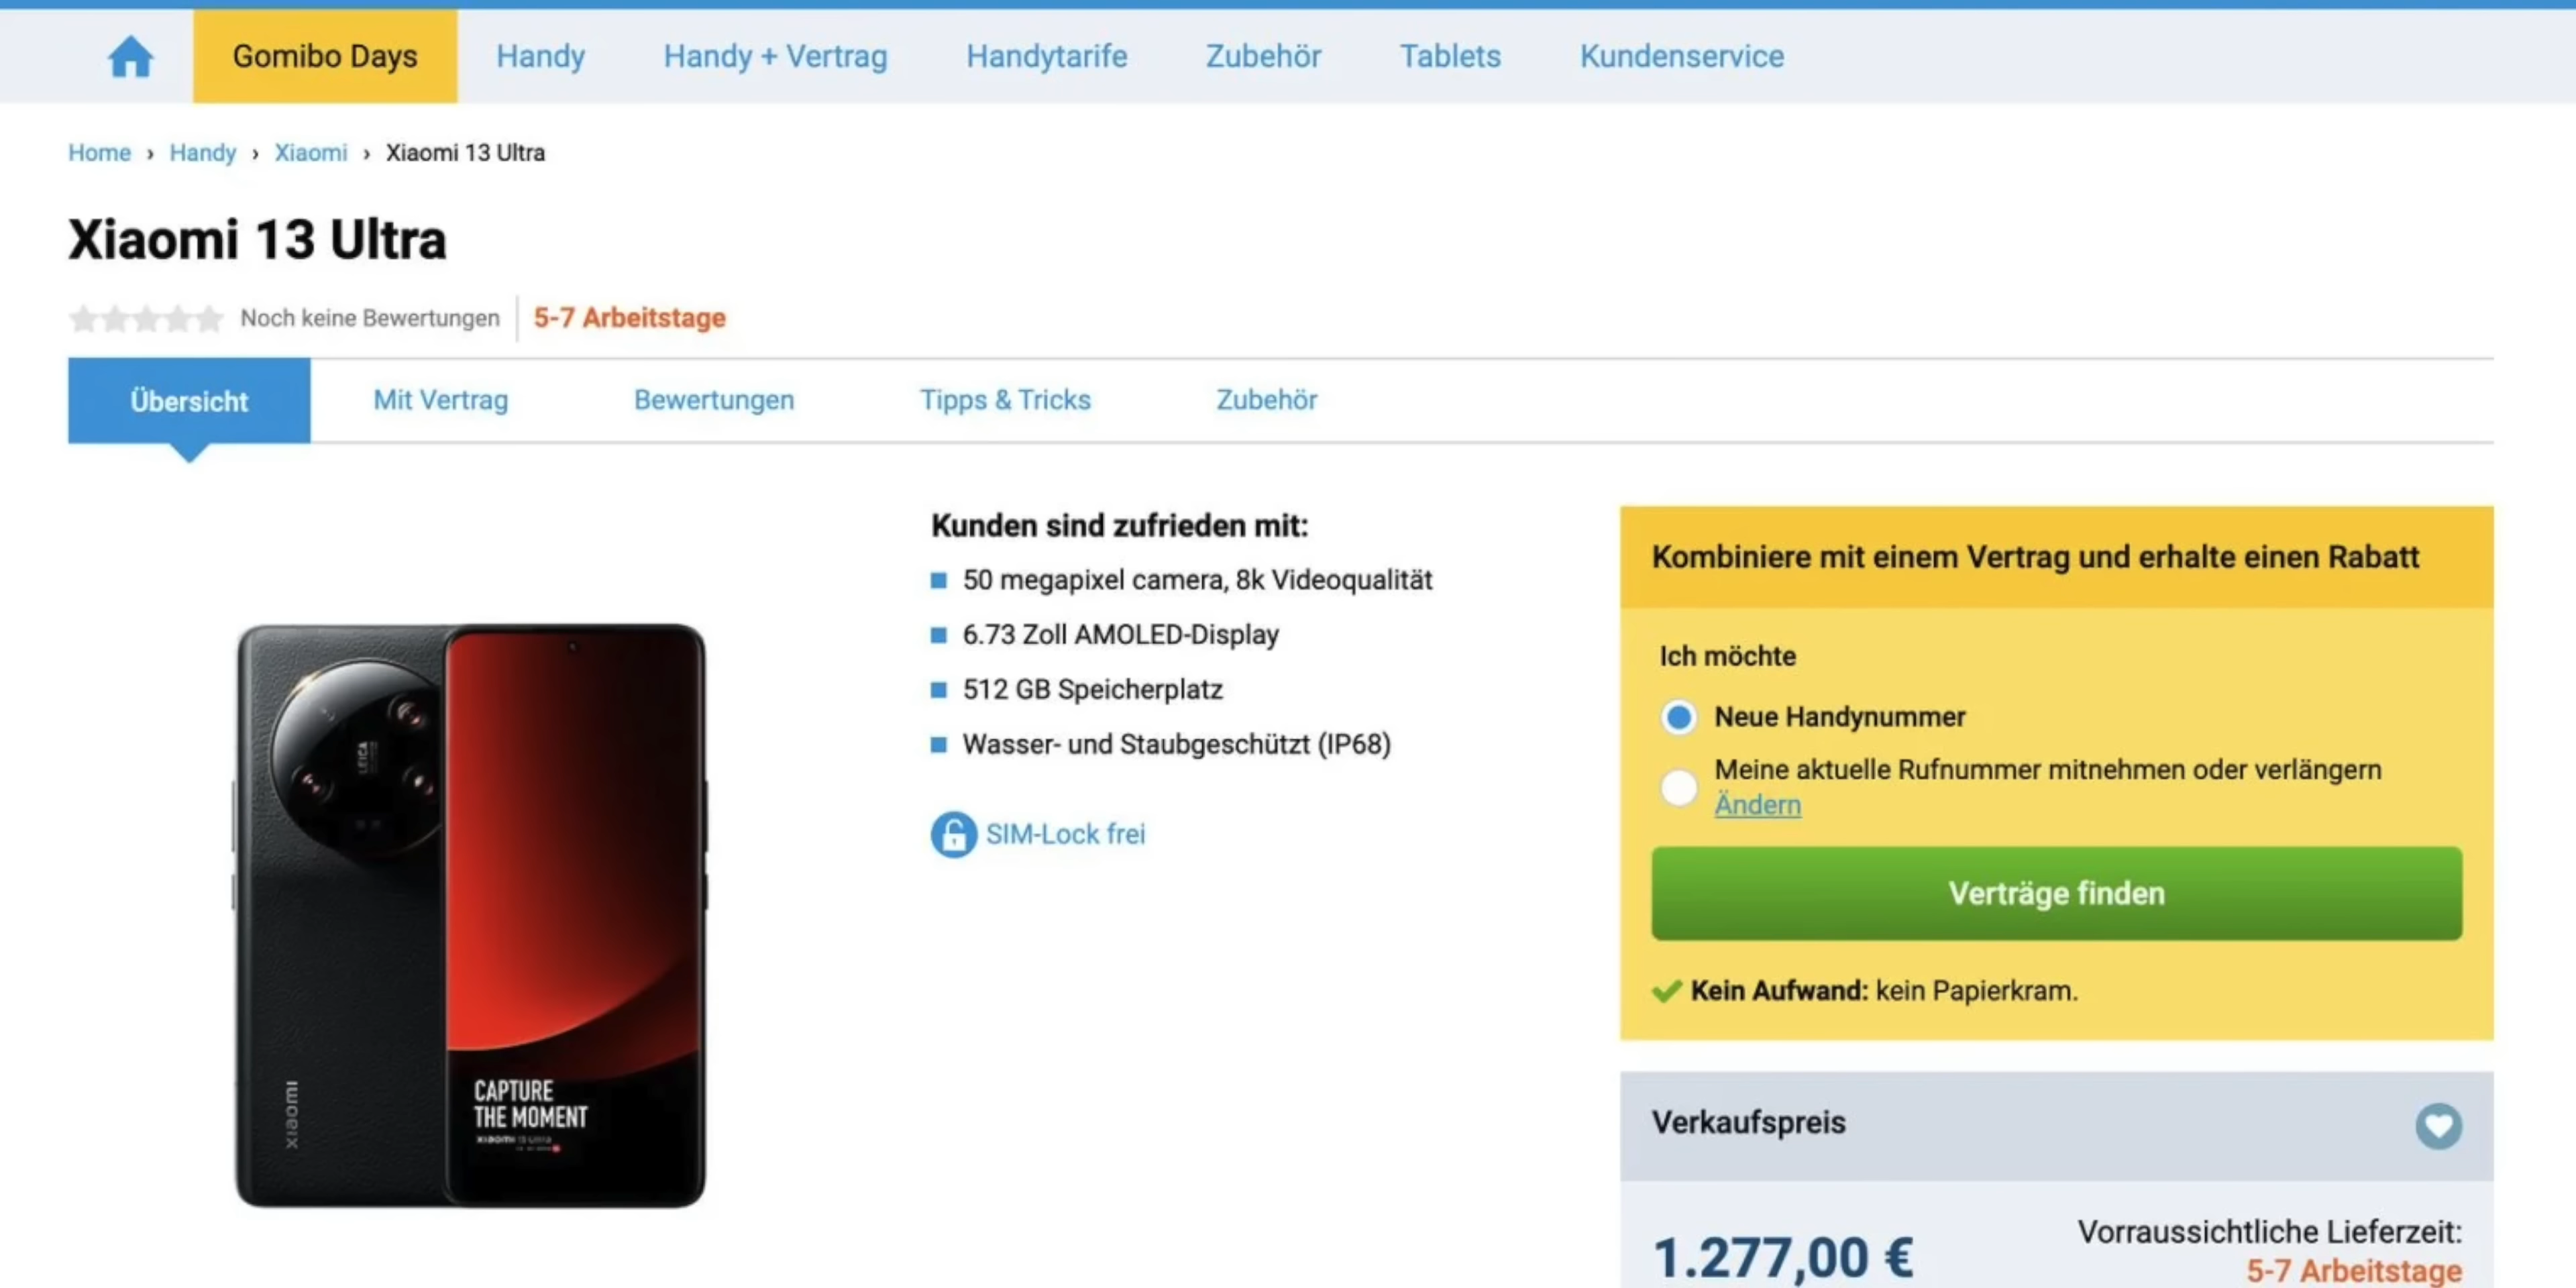 Gomibo Days Handy Handy + Vertrag Handytarife Zubehör Tablets Kundenservice
Home › Handy › Xiaomi › Xiaomi 13 Ultra
Xiaomi 13 Ultra
Noch keine Bewertungen 5-7 Arbeitstage
Übersicht Mit Vertrag Bewertungen Tipps & Tricks Zubehör
LEICA
xiaomi
CAPTURE
THE MOMENT
XIAOMI 13 Ultra
Kunden sind zufrieden mit:
50 megapixel camera, 8k Videoqualität
6.73 Zoll AMOLED-Display
512 GB Speicherplatz
Wasser- und Staubgeschützt (IP68)
SIM-Lock frei
Kombiniere mit einem Vertrag und erhalte einen Rabatt
Ich möchte
Neue Handynummer
Meine aktuelle Rufnummer mitnehmen oder verlängern
Ändern
Verträge finden
Kein Aufwand: kein Papierkram.
Verkaufspreis
1.277,00 €
Vorraussichtliche Lieferzeit:
5-7 Arbeitstage